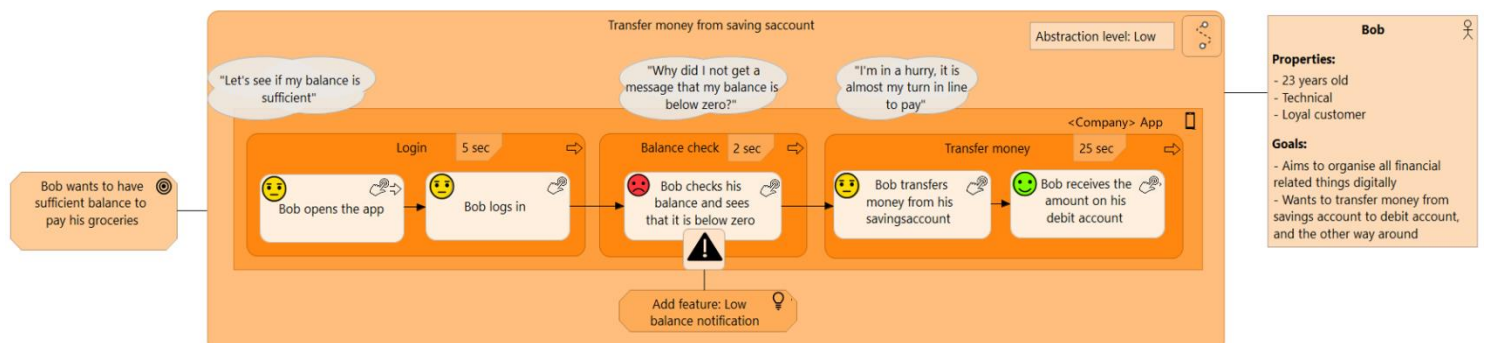 Transfer money from saving saccount
Abstraction level: Low
"Let's see if my balance is
sufficient"
"Why did I not get a
message that my balance is
below zero?"
"I'm in a hurry, it is
almost my turn in line
to pay"
<Company> App
Login
5 sec
Balance check
2 sec
Transfer money
25 sec
Bob wants to have
sufficient balance to
pay his groceries
Bob opens the app
Bob logs in
Bob checks his
balance and sees
that it is below zero
Bob transfers
money from his
savingsaccount
Bob receives the
amount on his
debit account
Add feature: Low
balance notification
Bob
Properties:
- 23 years old
- Technical
- Loyal customer
Goals:
- Aims to organise all financial
related things digitally
- Wants to transfer money from
savings account to debit account,
and the other way around